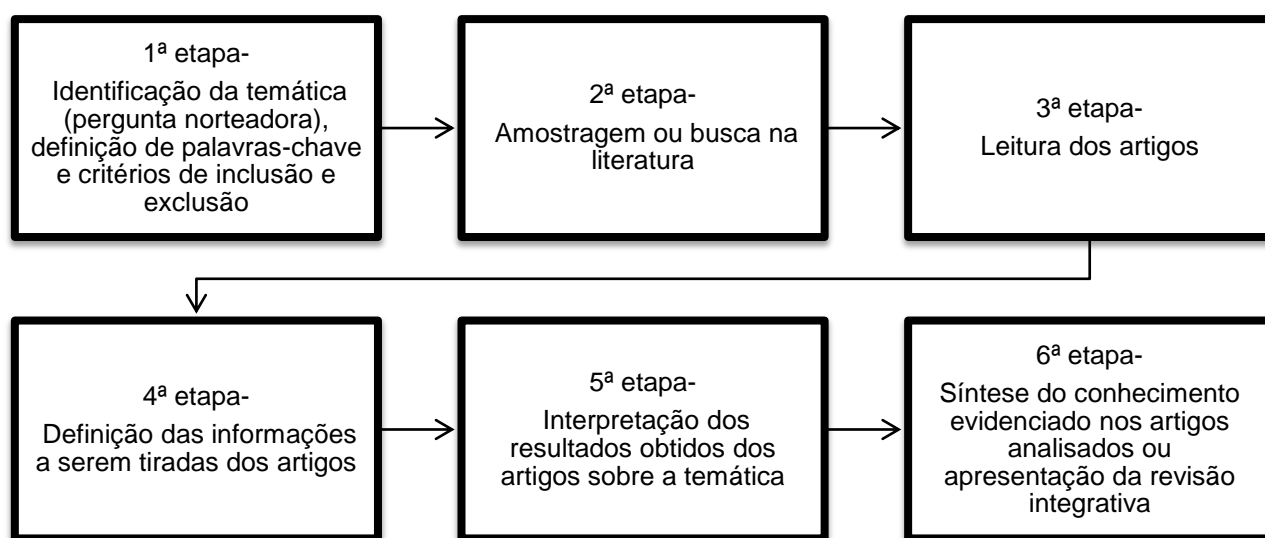 1ª etapa-
Identificação da temática
(pergunta norteadora),
definição de palavras-chave
e critérios de inclusão e
exclusão
2ª etapa-
Amostragem ou busca na
literatura
3ª etapa-
Leitura dos artigos
4ª etapa-
Definição das informações
a serem tiradas dos artigos
5ª etapa-
Interpretação dos
resultados obtidos dos
artigos sobre a temática
6ª etapa-
Síntese do conhecimento
evidenciado nos artigos
analisados ou
apresentação da revisão
integrativa